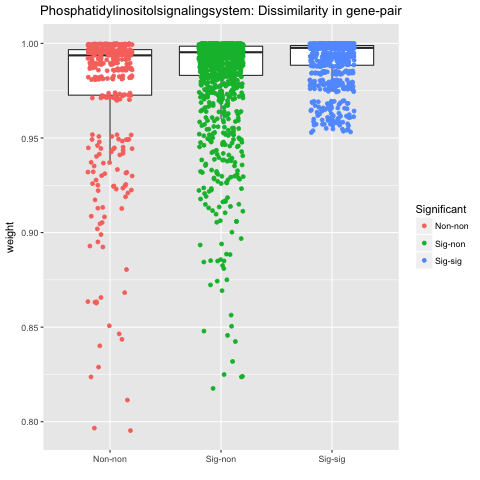 Phosphatidylinositolsignalingsystem: Dissimilarity in gene-pair
1.00
0.95
0.90
0.85
0.80
weight
Non-non
Sig-non
Sig-sig
Significant
Non-non
Sig-non
Sig-sig